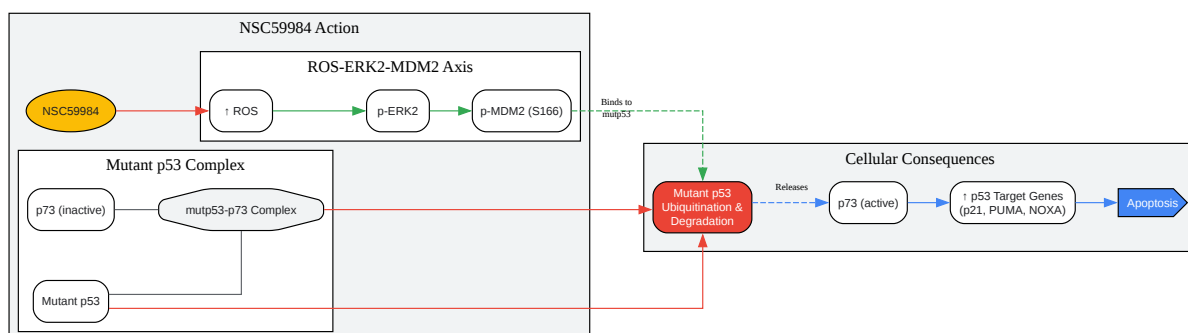 NSC59984 Action
ROS-ERK2-MDM2 Axis
NSC59984
↑ ROS
p-ERK2
p-MDM2 (S166)
Binds to
mutp53
Mutant p53 Complex
p73 (inactive)
mutp53-p73 Complex
Mutant p53
Cellular Consequences
Mutant p53
Ubiquitination &
Degradation
Releases
p73 (active)
↑ p53 Target Genes
(p21, PUMA, NOXA)
Apoptosis